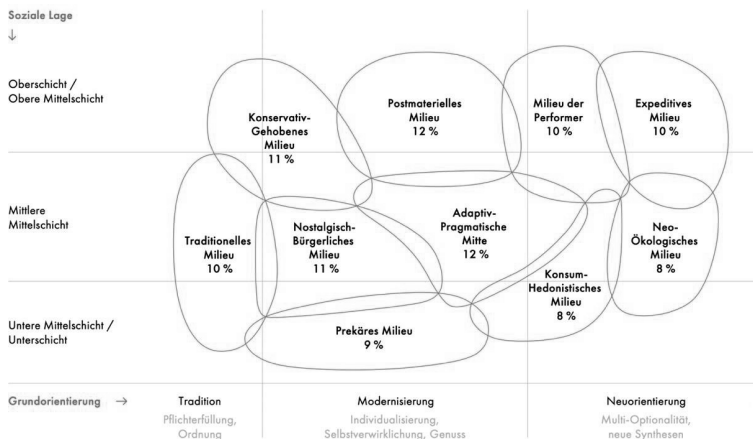 Soziale Lage
↓
Oberschicht /
Obere Mittelschicht
Konservativ-
Gehobenes
Milieu
11 %
Postmaterielles
Milieu
12 %
Milieu der
Performer
10 %
Expeditives
Milieu
10 %
Mittlere
Mittelschicht
Traditionelles
Milieu
10 %
Nostalgisch-
Bürgerliches
Milieu
11 %
Adaptiv-
Pragmatische
Mitte
12 %
Konsum-
Hedonistisches
Milieu
8 %
Neo-
Ökologisches
Milieu
8 %
Untere Mittelschicht /
Unterschicht
Prekäres Milieu
9 %
Grundorientierung →
Tradition
Pflichterfüllung,
Ordnung
Modernisierung
Individualisierung,
Selbstverwirklichung, Genuss
Neuorientierung
Multi-Optionalität,
neue Synthesen